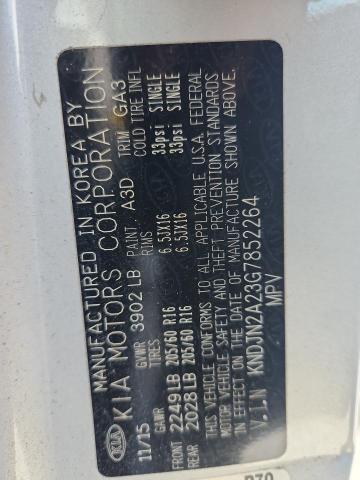 MANUFACTURED IN KOREA BY
KIA KIA MOTORS CORPORATION
11/15 GVWR 3902 LB PAINT A3D TRIM GA3
GAWR TIRES RIMS COLD TIRE INFL
FRONT 2249 LB 205/60 R16 6.5JX16 33psi SINGLE
REAR 2028 LB 205/60 R16 6.5JX16 33psi SINGLE
THIS VEHICLE CONFORMS TO ALL APPLICABLE U.S.A. FEDERAL
MOTOR VEHICLE SAFETY AND THEFT PREVENTION STANDARDS
IN EFFECT ON THE DATE OF MANUFACTURE SHOWN ABOVE.
V.I.N KNDJN2A23G7852264
MPV